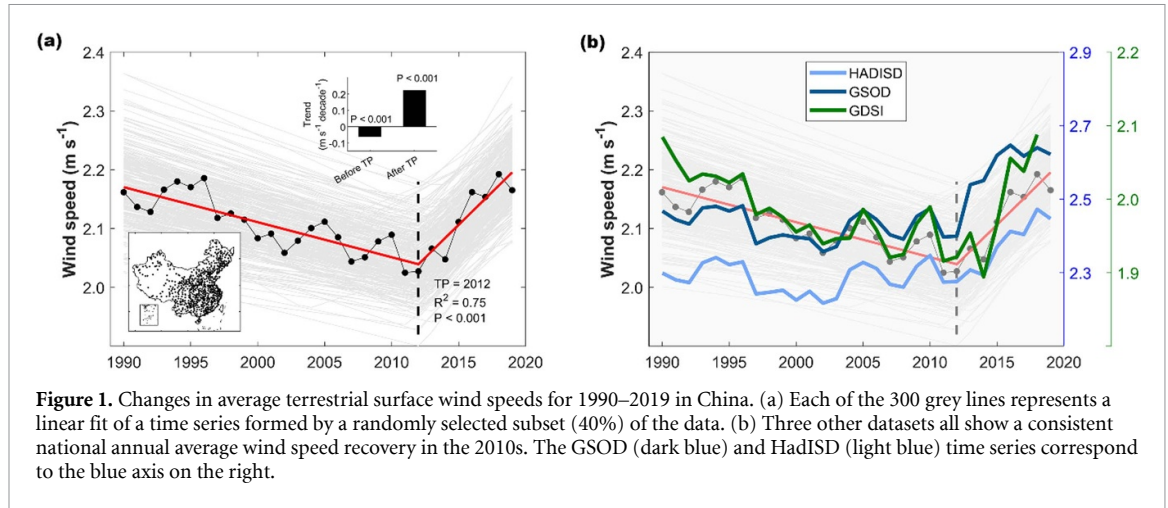 (a)
2.4
2.3
2.2
2.1
2.0
Wind speed (m s⁻¹)
1990
1995
2000
2005
2010
2015
2020
Trend
(m s⁻¹ decade⁻¹)
0.2
0.1
0
-0.1
P < 0.001
P < 0.001
Before TP
After TP
TP = 2012
R² = 0.75
P < 0.001
(b)
2.4
2.3
2.2
2.1
2.0
Wind speed (m s⁻¹)
1990
1995
2000
2005
2010
2015
2020
HADISD
GSOD
GDSI
2.9
2.7
2.5
2.3
2.2
2.1
2.0
1.9
Figure 1. Changes in average terrestrial surface wind speeds for 1990–2019 in China. (a) Each of the 300 grey lines represents a
linear fit of a time series formed by a randomly selected subset (40%) of the data. (b) Three other datasets all show a consistent
national annual average wind speed recovery in the 2010s. The GSOD (dark blue) and HadISD (light blue) time series correspond
to the blue axis on the right.